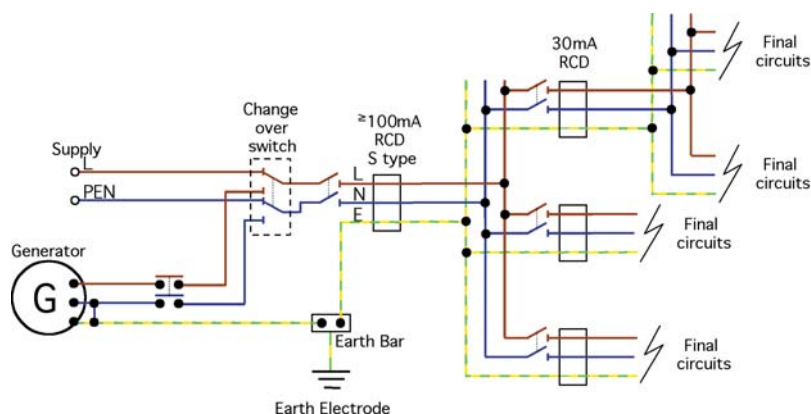 30mA
RCD
Final
circuits
Change
over
switch
≥100mA
RCD
S type
Supply
L
PEN
L
N
E
Final
circuits
Final
circuits
Generator
G
Earth Bar
Final
circuits
Earth Electrode